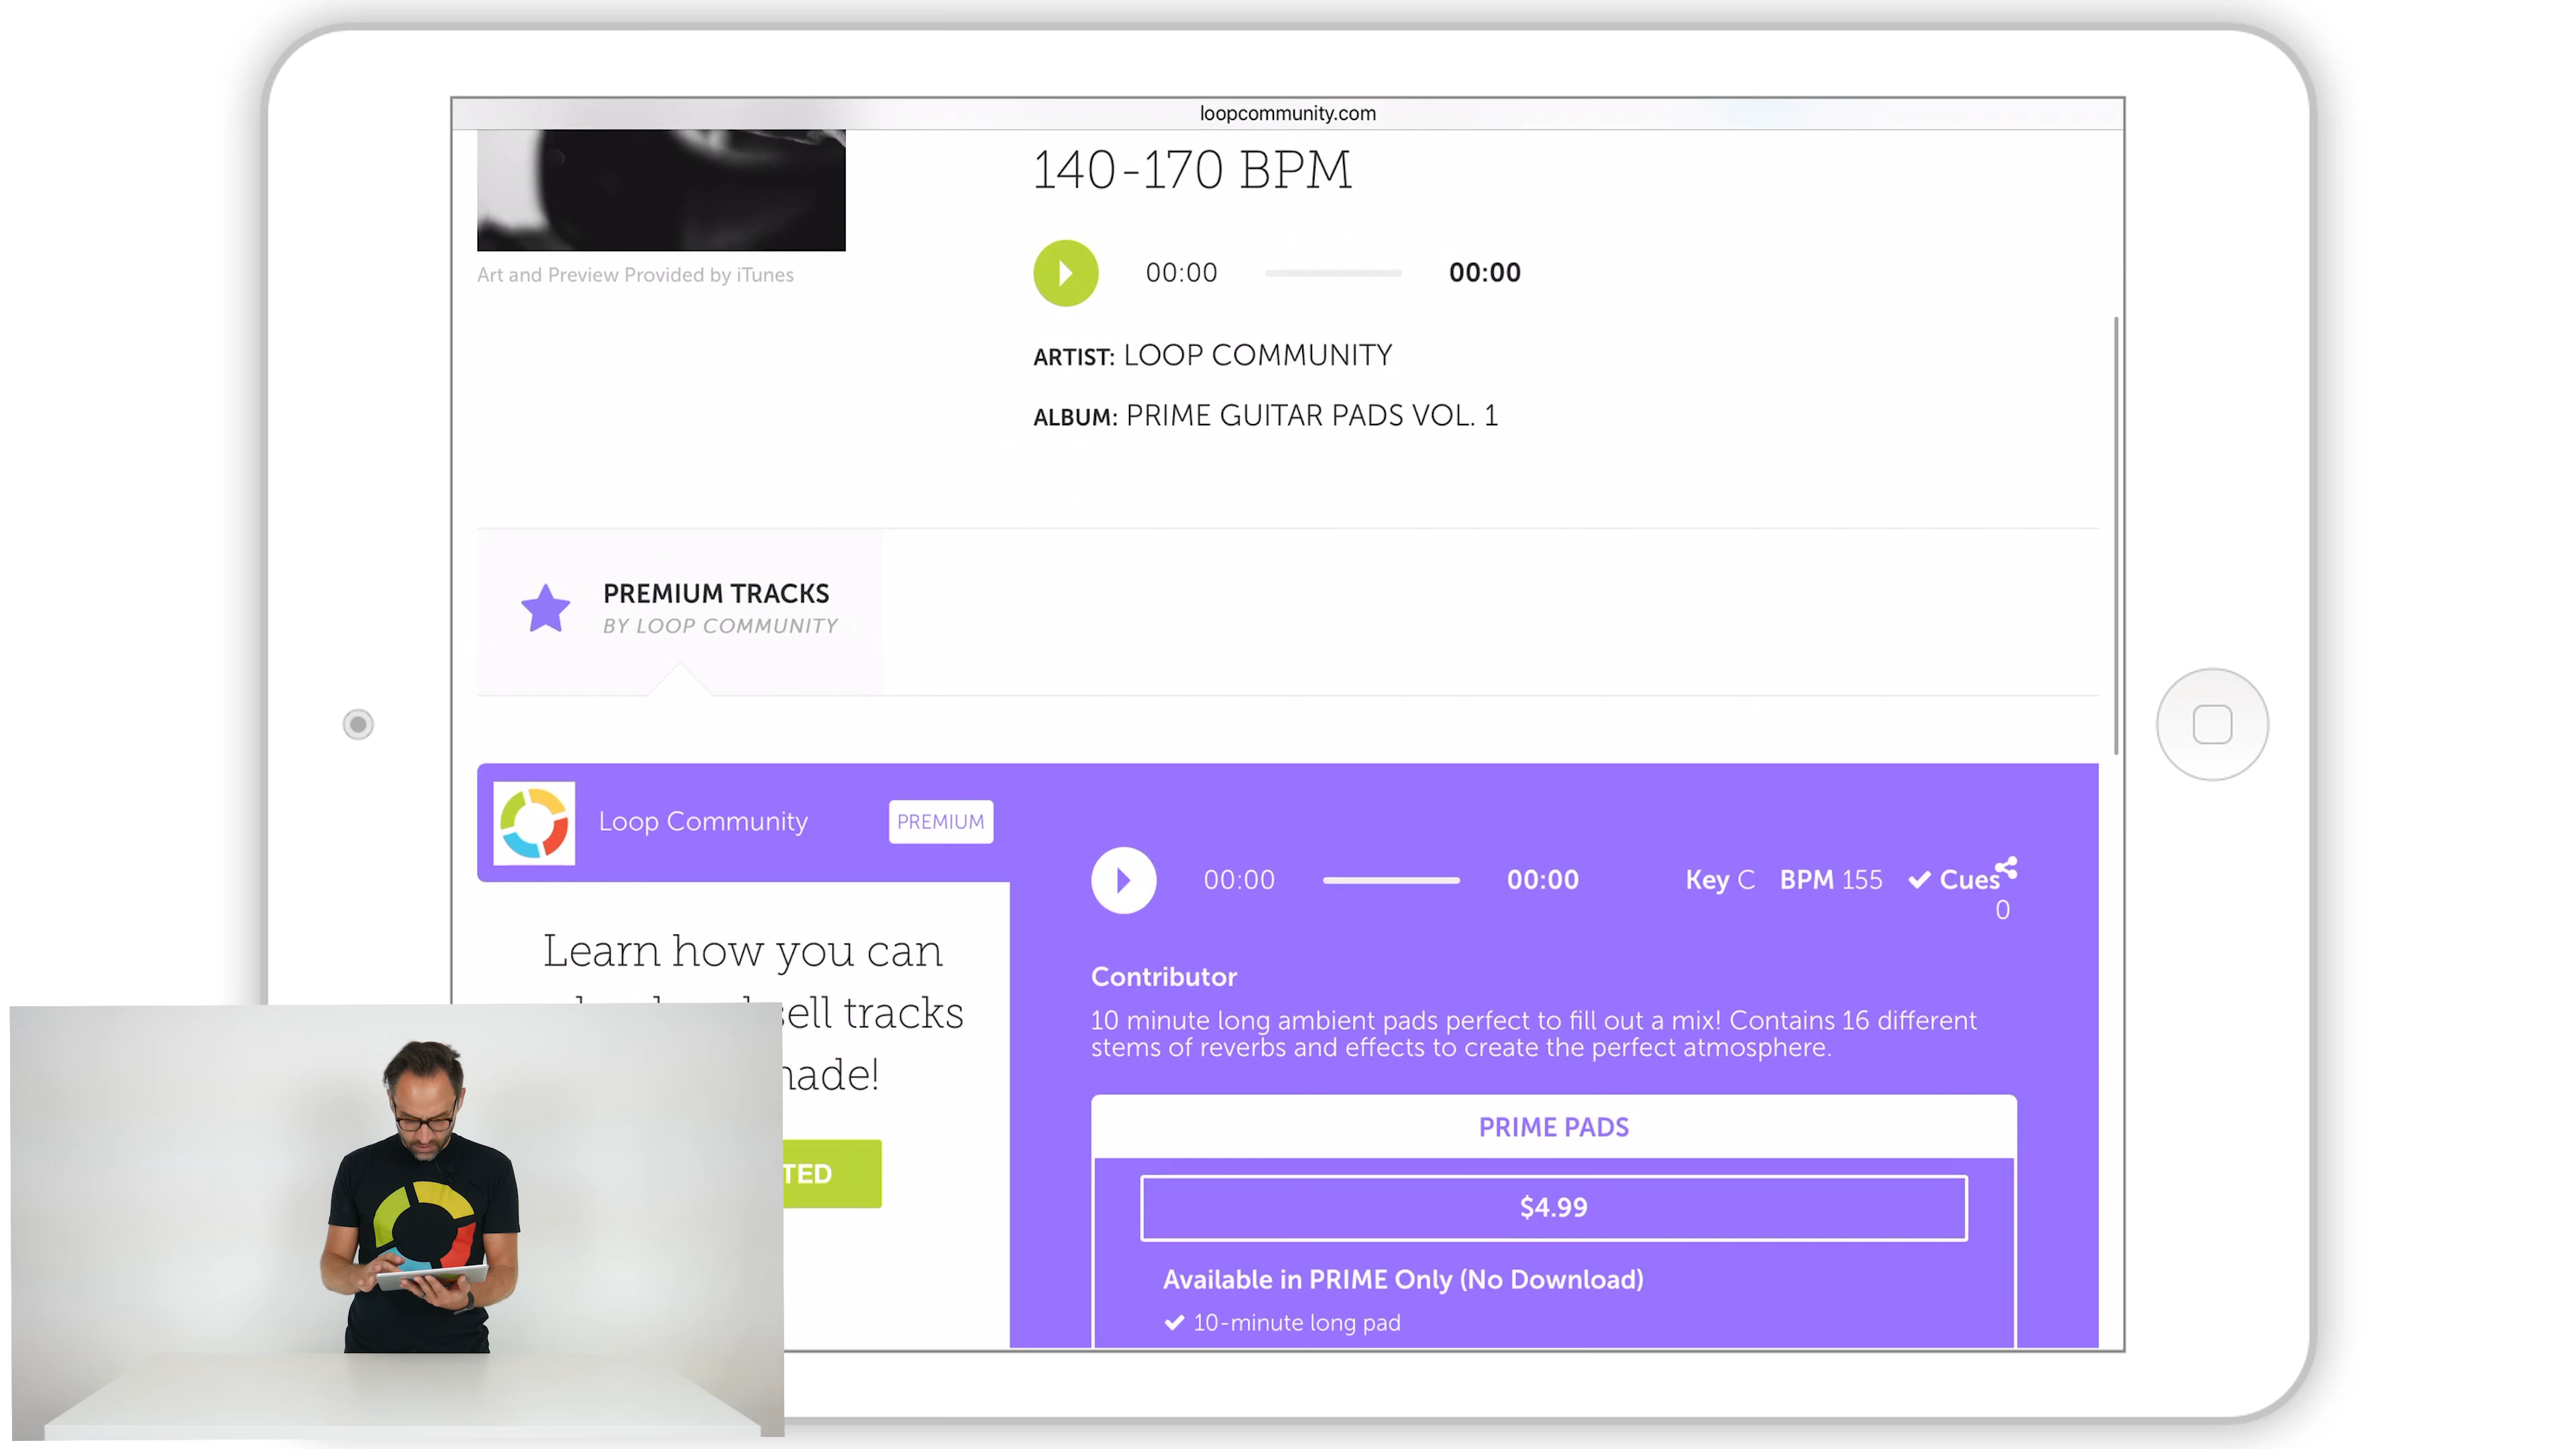 loopcommunity.com
140-170 BPM
00:00 00:00
Art and Preview Provided by iTunes
ARTIST: LOOP COMMUNITY
ALBUM: PRIME GUITAR PADS VOL. 1
PREMIUM TRACKS
BY LOOP COMMUNITY
Loop Community PREMIUM
00:00 00:00 Key C BPM 155 Cues
0
Learn how you can
sell tracks
TED
Contributor
10 minute long ambient pads perfect to fill out a mix! Contains 16 different
stems of reverbs and effects to create the perfect atmosphere.
PRIME PADS
$4.99
Available in PRIME Only (No Download)
10-minute long pad